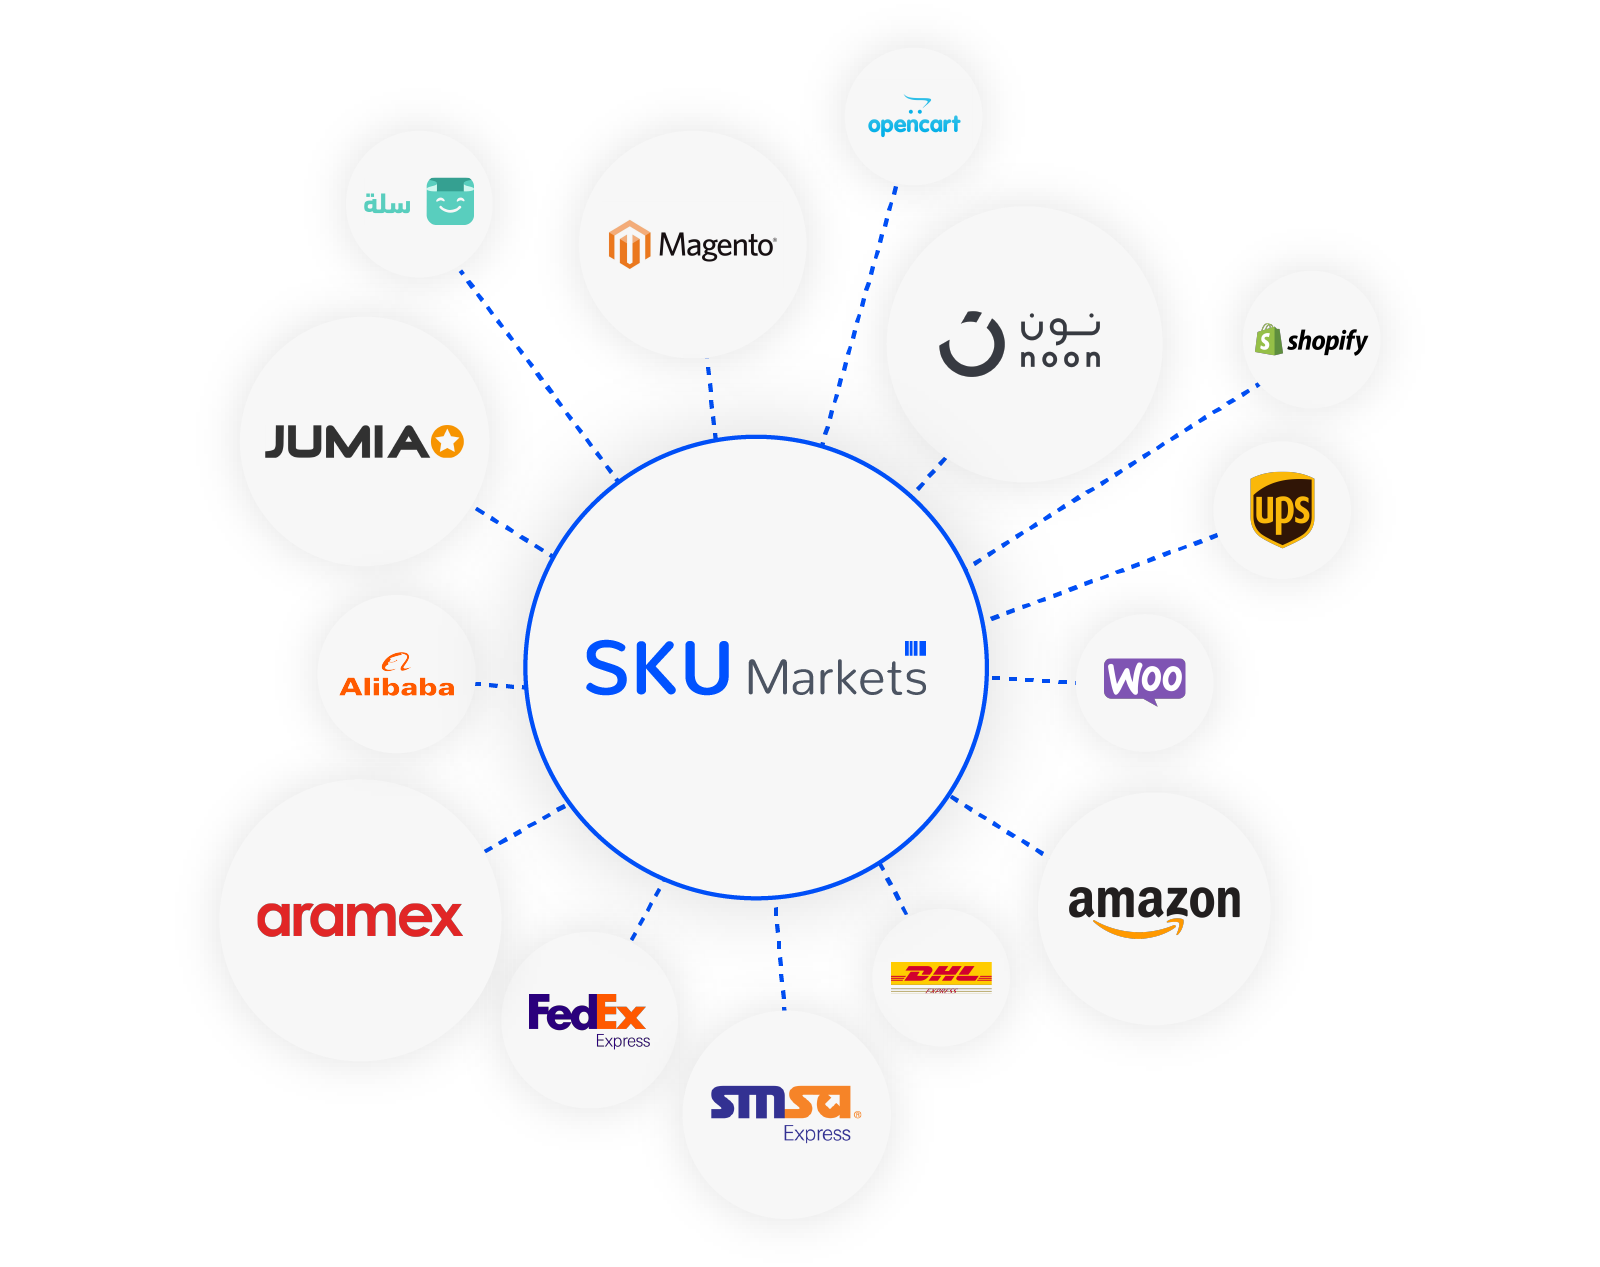 opencart
سلة
Magento®
نون
noon
shopify
JUMIA
ups
SKU Markets
Alibaba
Woo
aramex
amazon
DHL
EXPRESS
FedEx
Express
smsa®
Express